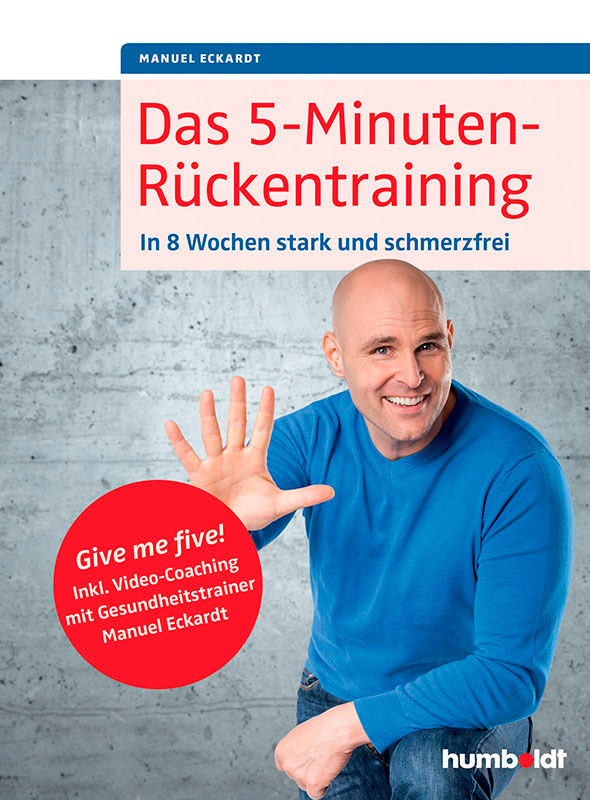 MANUEL ECKARDT
Das 5-Minuten-
Rückentraining
In 8 Wochen stark und schmerzfrei
Give me five!
Inkl. Video-Coaching
mit Gesundheitstrainer
Manuel Eckardt
humboldt